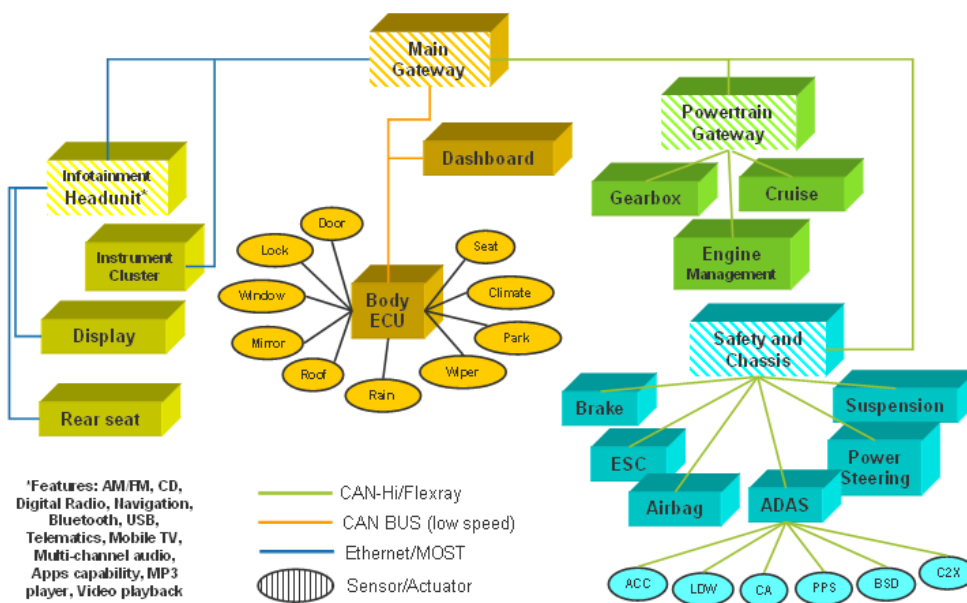 Main
Gateway
Powertrain
Gateway
Dashboard
Infotainment
Headunit*
Gearbox
Cruise
Door
Lock
Seat
Engine
Management
Instrument
Cluster
Window
Body
ECU
Climate
Display
Mirror
Park
Safety and
Chassis
Roof
Wiper
Rain
Rear seat
Brake
Suspension
ESC
Power
Steering
Airbag
ADAS
*Features: AM/FM, CD,
Digital Radio, Navigation,
Bluetooth, USB,
Telematics, Mobile TV,
Multi-channel audio,
Apps capability, MP3
player, Video playback
CAN-Hi/Flexray
CAN BUS (low speed)
Ethernet/MOST
Sensor/Actuator
ACC
LDW
CA
PPS
BSD
C2X